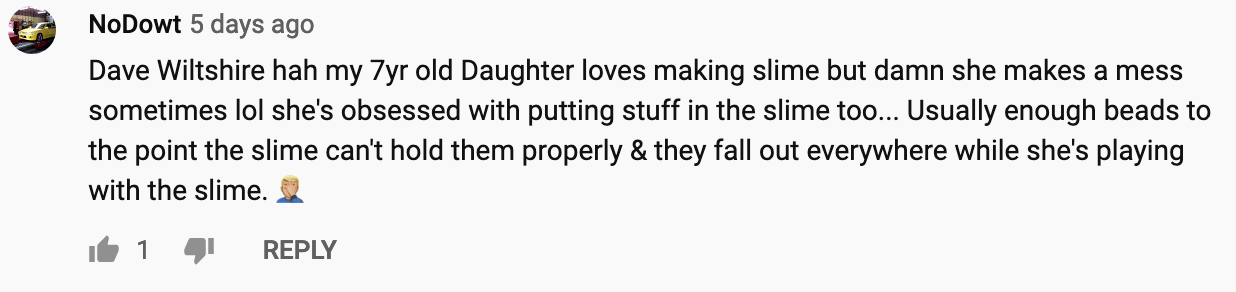 NoDowt 5 days ago
Dave Wiltshire hah my 7yr old Daughter loves making slime but damn she makes a mess
sometimes lol she's obsessed with putting stuff in the slime too... Usually enough beads to
the point the slime can't hold them properly & they fall out everywhere while she's playing
with the slime. 🤦🏼‍♂️
1 REPLY